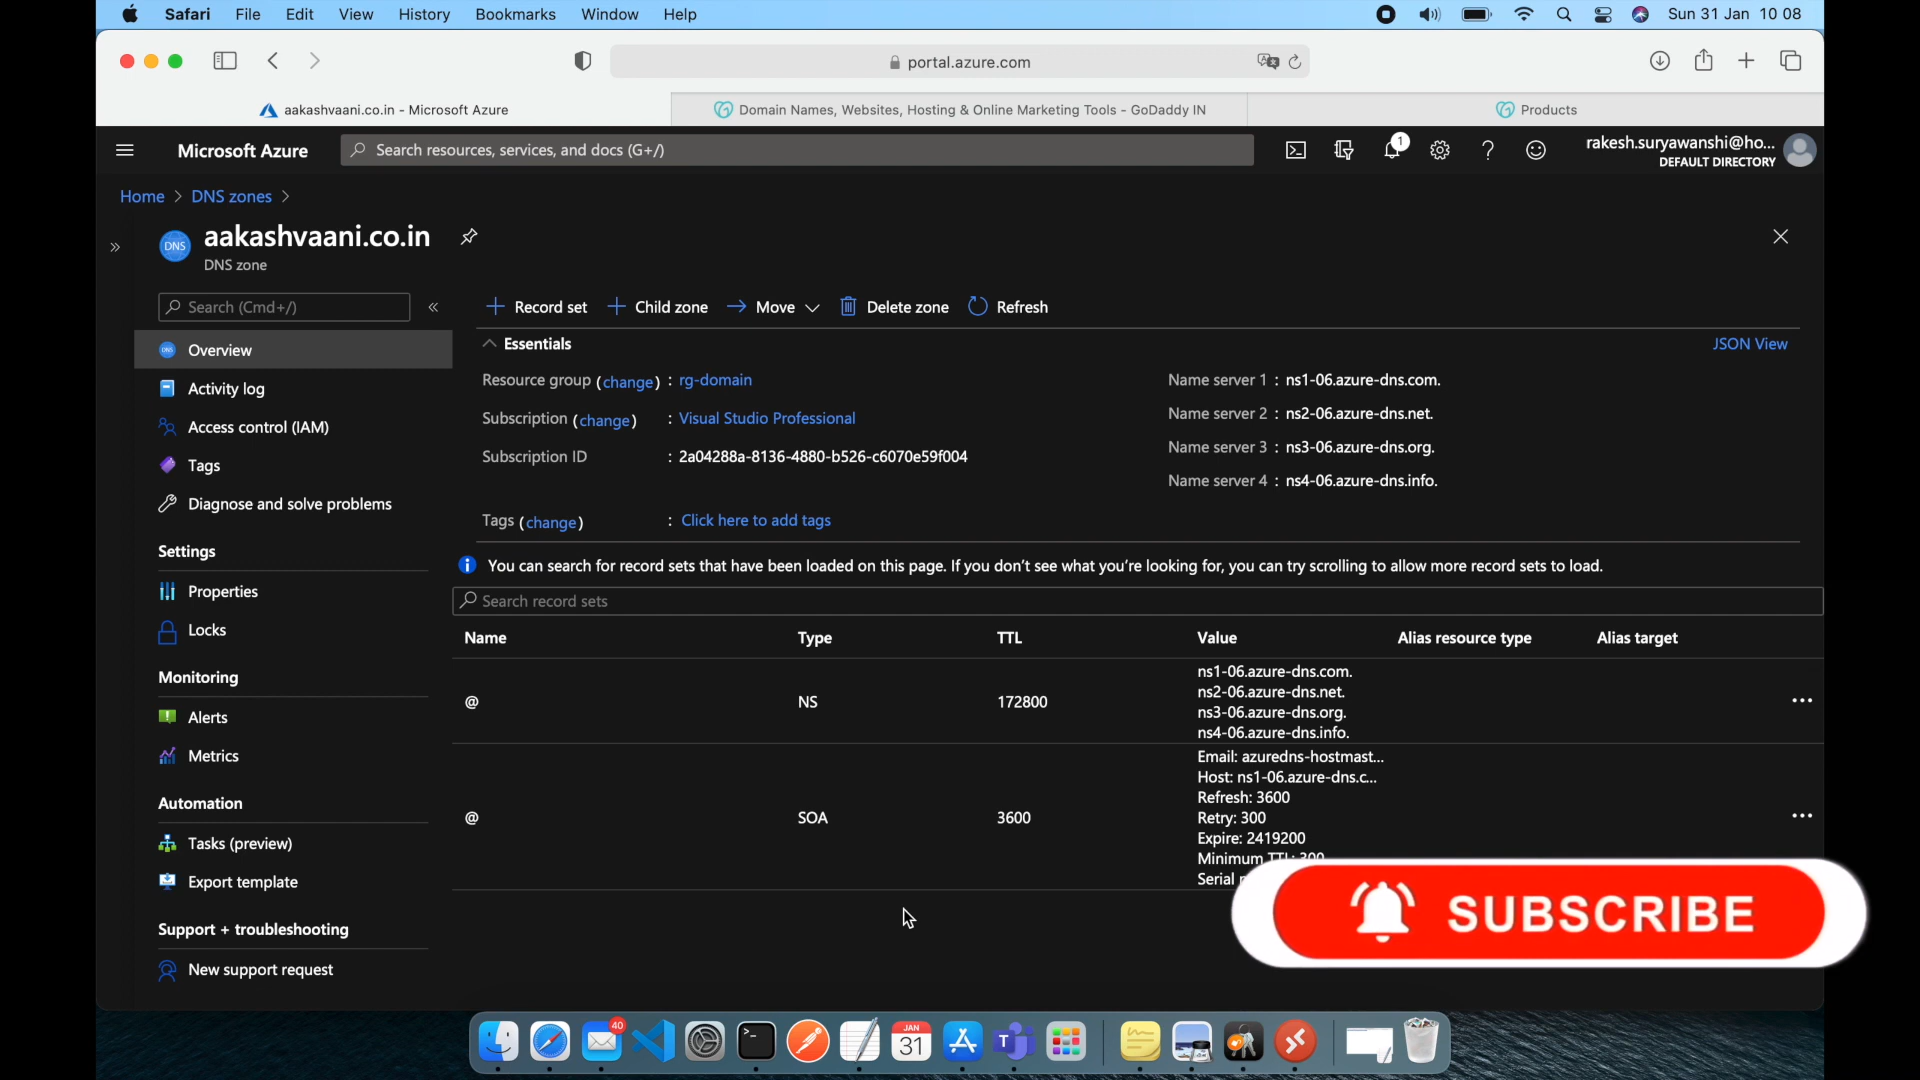 Safari File Edit View History Bookmarks Window Help Sun 31 Jan 10 08
portal.azure.com
aakashvaani.co.in - Microsoft Azure
Domain Names, Websites, Hosting & Online Marketing Tools - GoDaddy IN
Products
Microsoft Azure
Search resources, services, and docs (G+/)
1
rakesh.suryawanshi@ho...
DEFAULT DIRECTORY
Home > DNS zones >
DNS
aakashvaani.co.in
DNS zone
Search (Cmd+/)
Overview
Activity log
Access control (IAM)
Tags
Diagnose and solve problems
Settings
Properties
Locks
Monitoring
Alerts
Metrics
Automation
Tasks (preview)
Export template
Support + troubleshooting
New support request
Record set Child zone Move Delete zone Refresh
Essentials
JSON View
Resource group (change) : rg-domain
Subscription (change) : Visual Studio Professional
Subscription ID : 2a04288a-8136-4880-b526-c6070e59f004
Tags (change) : Click here to add tags
Name server 1 : ns1-06.azure-dns.com.
Name server 2 : ns2-06.azure-dns.net.
Name server 3 : ns3-06.azure-dns.org.
Name server 4 : ns4-06.azure-dns.info.
You can search for record sets that have been loaded on this page. If you don't see what you're looking for, you can try scrolling to allow more record sets to load.
Search record sets
Name Type TTL Value Alias resource type Alias target
@ NS 172800
ns1-06.azure-dns.com.
ns2-06.azure-dns.net.
ns3-06.azure-dns.org.
ns4-06.azure-dns.info.
@ SOA 3600
Email: azuredns-hostmast...
Host: ns1-06.azure-dns.c...
Refresh: 3600
Retry: 300
Expire: 2419200
Minimum TTL: 300
Serial
SUBSCRIBE
40
JAN
31
T